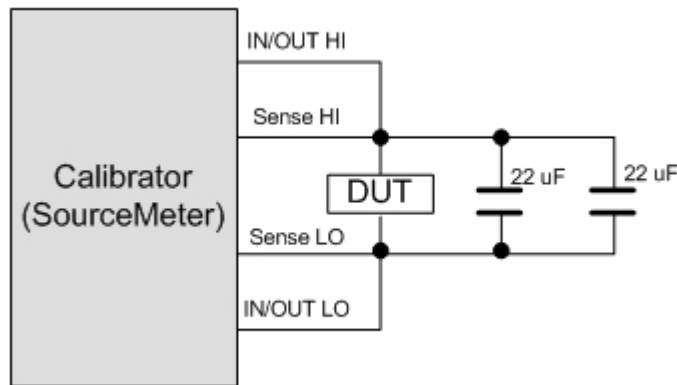 IN/OUT HI
Sense HI
Calibrator
(SourceMeter)
DUT
22 uF
22 uF
Sense LO
IN/OUT LO